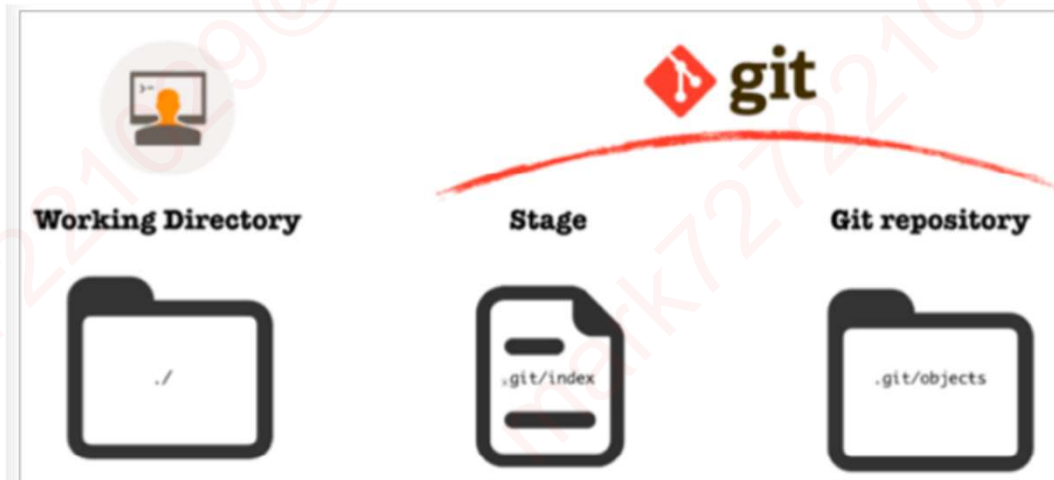 git
Working Directory
Stage
Git repository
./
.git/index
.git/objects